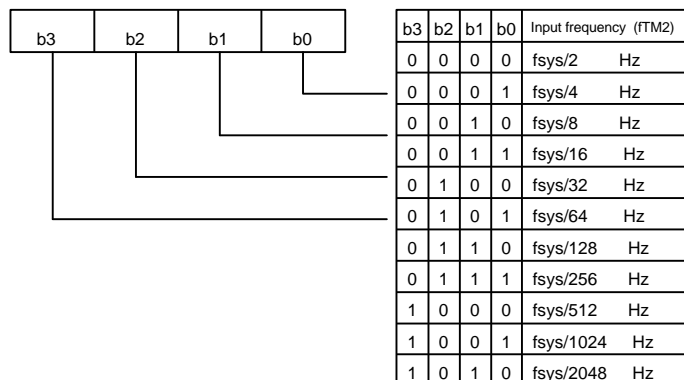 b3 b2 b1 b0
b3 b2 b1 b0 Input frequency (fTM2)
0 0 0 0 fsys/2 Hz
0 0 0 1 fsys/4 Hz
0 0 1 0 fsys/8 Hz
0 0 1 1 fsys/16 Hz
0 1 0 0 fsys/32 Hz
0 1 0 1 fsys/64 Hz
0 1 1 0 fsys/128 Hz
0 1 1 1 fsys/256 Hz
1 0 0 0 fsys/512 Hz
1 0 0 1 fsys/1024 Hz
1 0 1 0 fsys/2048 Hz